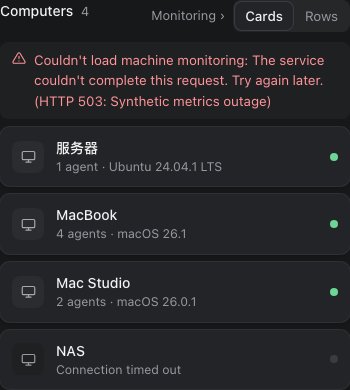 Computers 4
Monitoring ›
Cards
Rows
Couldn't load machine monitoring: The service
couldn't complete this request. Try again later.
(HTTP 503: Synthetic metrics outage)
服务器
1 agent · Ubuntu 24.04.1 LTS
MacBook
4 agents · macOS 26.1
Mac Studio
2 agents · macOS 26.0.1
NAS
Connection timed out